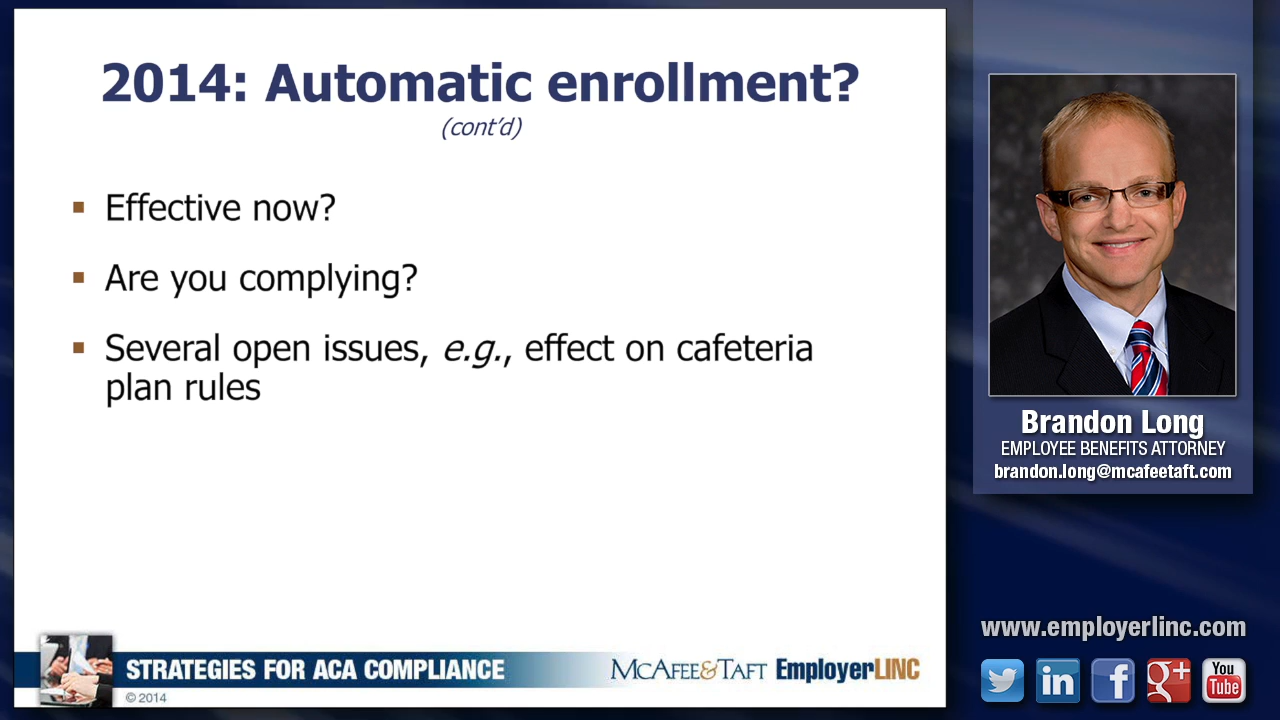 2014: Automatic enrollment?
(cont'd)
▪ Effective now?
▪ Are you complying?
▪ Several open issues, e.g., effect on cafeteria
plan rules
STRATEGIES FOR ACA COMPLIANCE
MCAFEE&TAFT EmployerLINC
© 2014
Brandon Long
EMPLOYEE BENEFITS ATTORNEY
brandon.long@mcafeetaft.com
www.employerlinc.com
in
f
g+
You
Tube